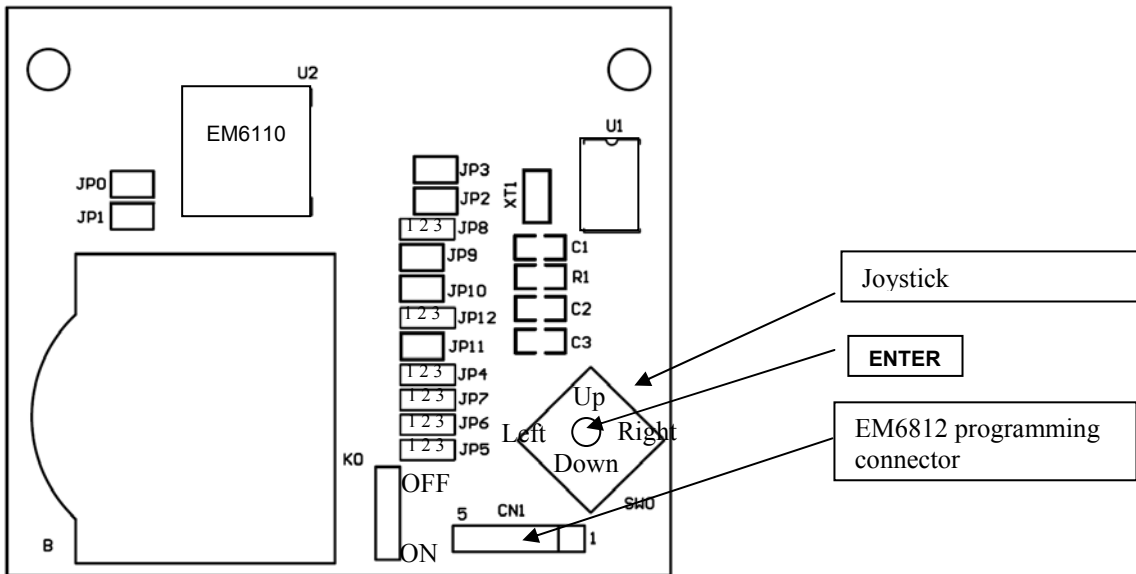 U2
EM6110
U1
JP0
JP1
JP3
JP2
XT1
1 2 3 JP8
JP9
JP10
1 2 3 JP12
JP11
1 2 3 JP4
1 2 3 JP7
1 2 3 JP6
1 2 3 JP5
C1
R1
C2
C3
Joystick
ENTER
EM6812 programming
connector
Up
Left
Right
Down
SW0
K0
OFF
ON
5
CN1
1
B